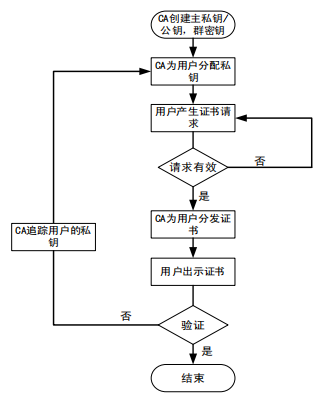 CA创建主私钥/
公钥，群密钥
CA为用户分配私
钥
用户产生证书请
求
请求有效
否
是
CA为用户分发证
书
CA追踪用户的私
钥
用户出示证书
否
验证
是
结束